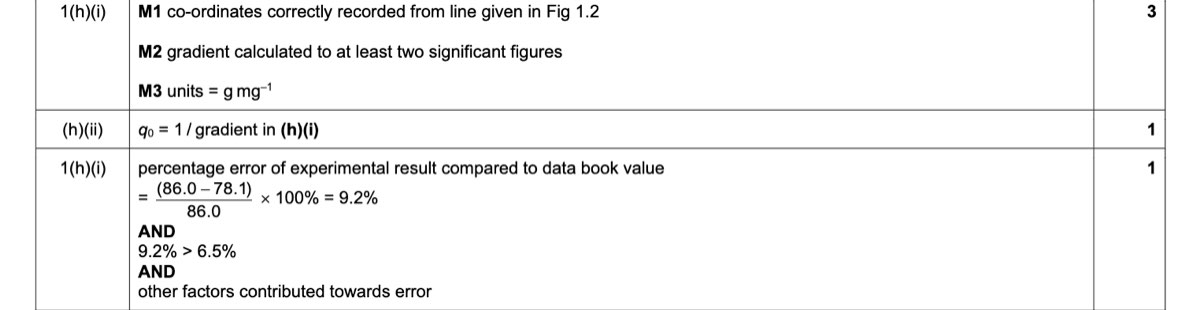 1(h)(i) M1 co-ordinates correctly recorded from line given in Fig 1.2 3
M2 gradient calculated to at least two significant figures
M3 units = g mg⁻¹
(h)(ii) q₀ = 1 / gradient in (h)(i) 1
1(h)(i) percentage error of experimental result compared to data book value 1
= (86.0 – 78.1) / 86.0 × 100% = 9.2%
AND
9.2% > 6.5%
AND
other factors contributed towards error